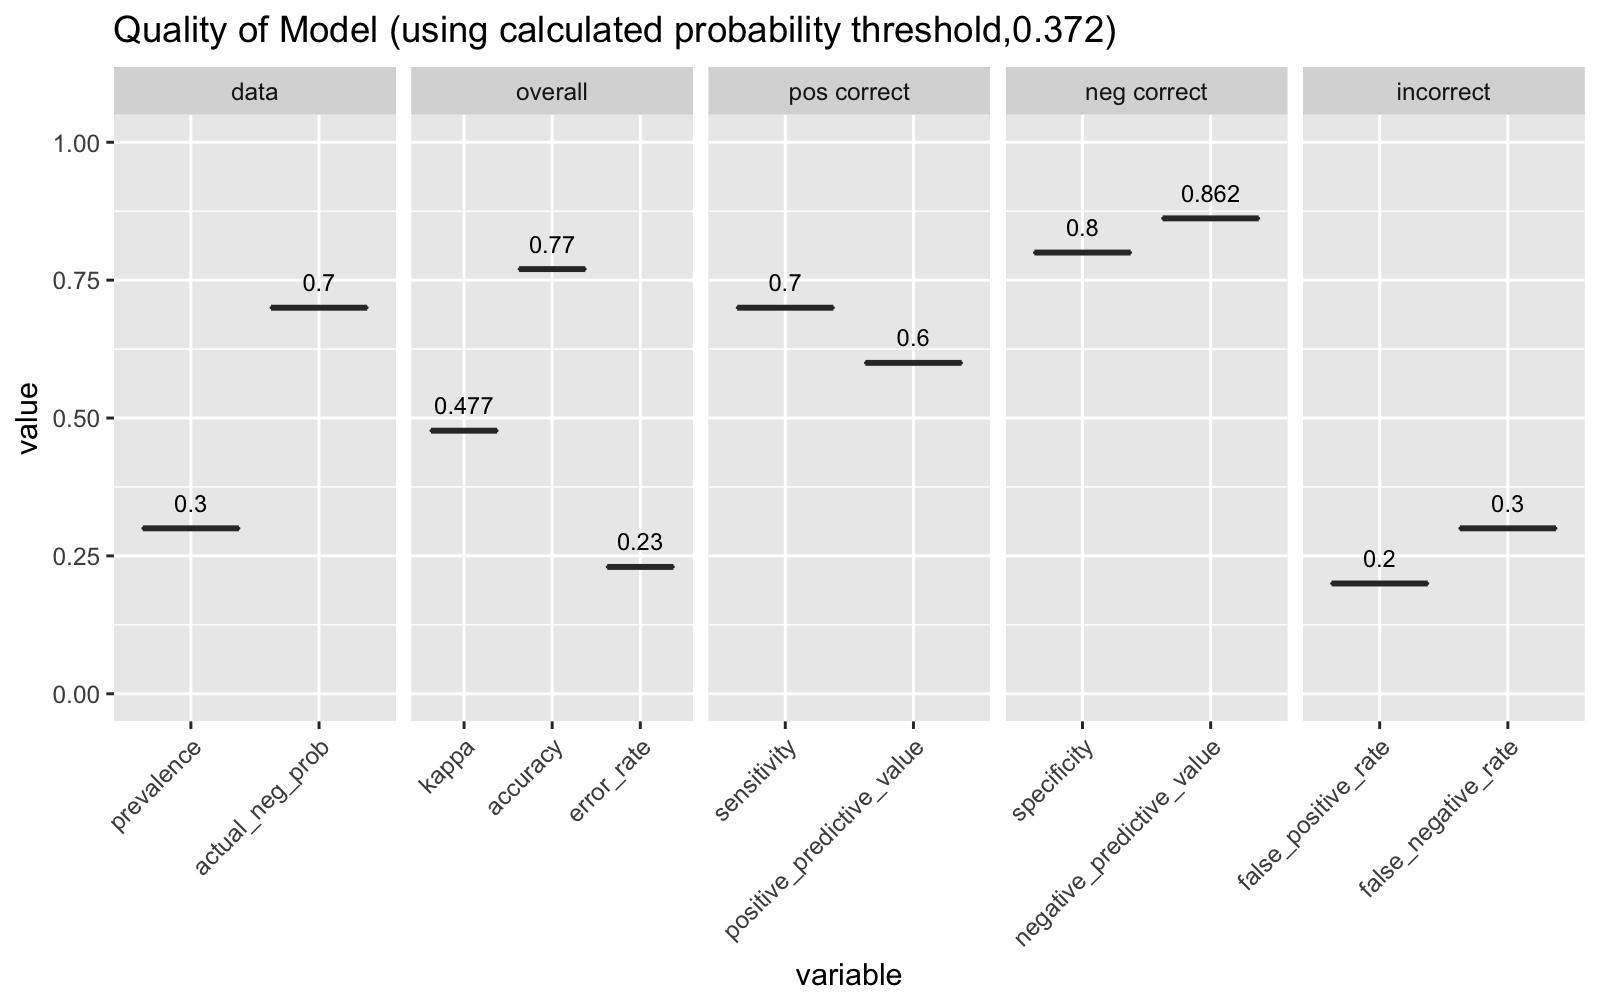 Quality of Model (using calculated probability threshold,0.372)
data
overall
pos correct
neg correct
incorrect
value
1.00
0.75
0.50
0.25
0.00
0.3
0.7
0.477
0.77
0.23
0.7
0.6
0.8
0.862
0.2
0.3
prevalence
actual_neg_prob
kappa
accuracy
error_rate
sensitivity
positive_predictive_value
specificity
negative_predictive_value
false_positive_rate
false_negative_rate
variable